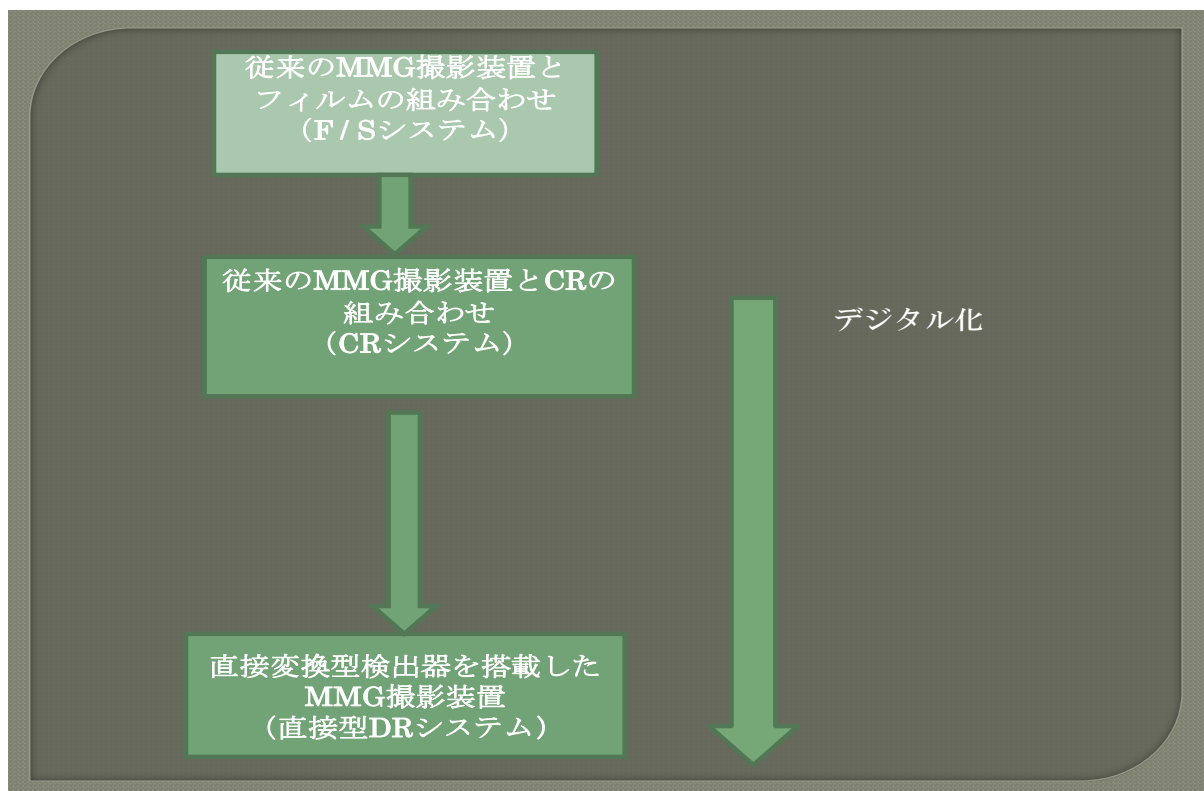 従来のMMG撮影装置と
フィルムの組み合わせ
（F / Sシステム）
従来のMMG撮影装置とCRの
組み合わせ
（CRシステム）
デジタル化
直接変換型検出器を搭載した
MMG撮影装置
（直接型DRシステム）